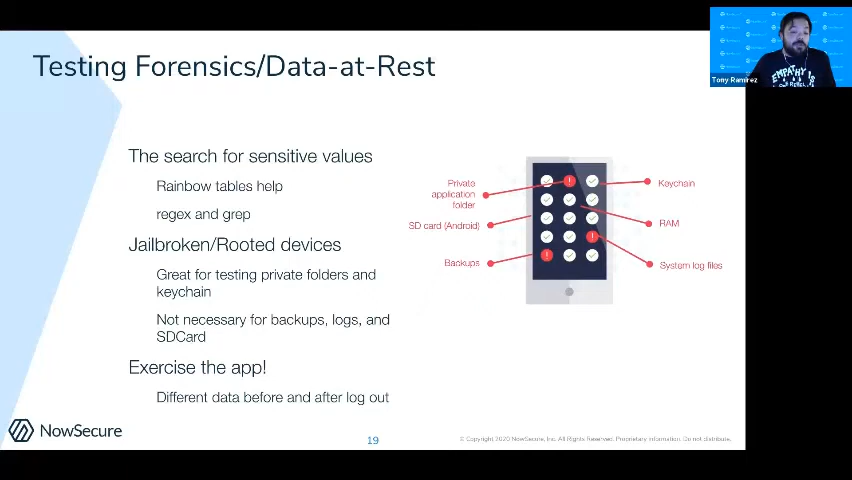 Testing Forensics/Data-at-Rest
Tony Ramirez
EMPATHY IS
The search for sensitive values
Rainbow tables help
regex and grep
Jailbroken/Rooted devices
Great for testing private folders and
keychain
Not necessary for backups, logs, and
SDCard
Exercise the app!
Different data before and after log out
Private
application
folder
SD card (Android)
Backups
Keychain
RAM
System log files
NowSecure
19
© Copyright 2020 NowSecure, Inc. All Rights Reserved. Proprietary information. Do not distribute.